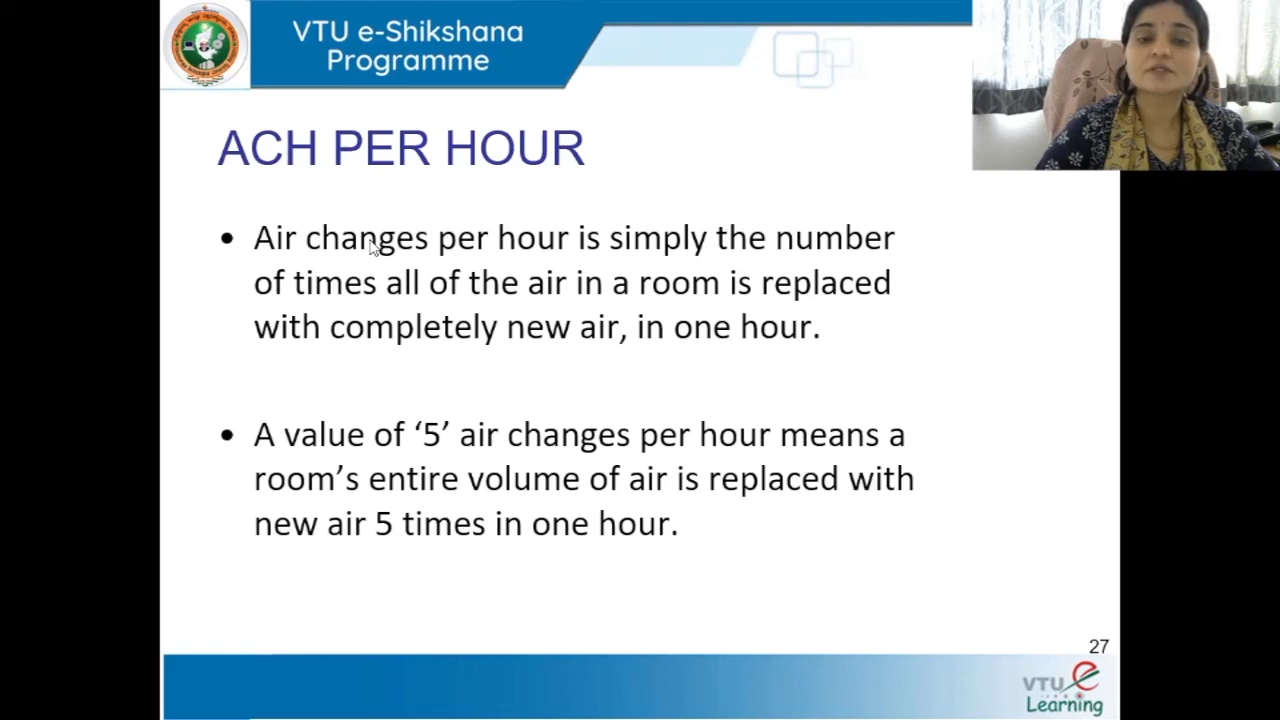 VTU e-Shikshana
Programme
ACH PER HOUR
• Air changes per hour is simply the number
of times all of the air in a room is replaced
with completely new air, in one hour.
• A value of ‘5’ air changes per hour means a
room’s entire volume of air is replaced with
new air 5 times in one hour.
27
VTU e
Learning